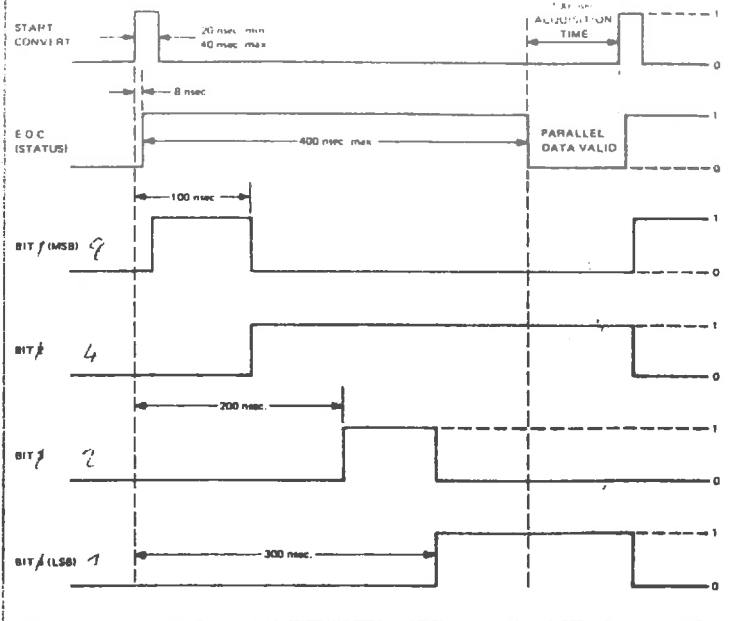 START
CONVERT
20 nsec min
40 nsec max
ACQUISITION
TIME
1
0
8 nsec
E O C
(STATUS)
400 nsec max
PARALLEL
DATA VALID
1
0
100 nsec
BIT (MSB)
1
0
BIT 4
1
0
200 nsec.
BIT 2
1
0
300 nsec.
BIT (LSB) 1
1
0